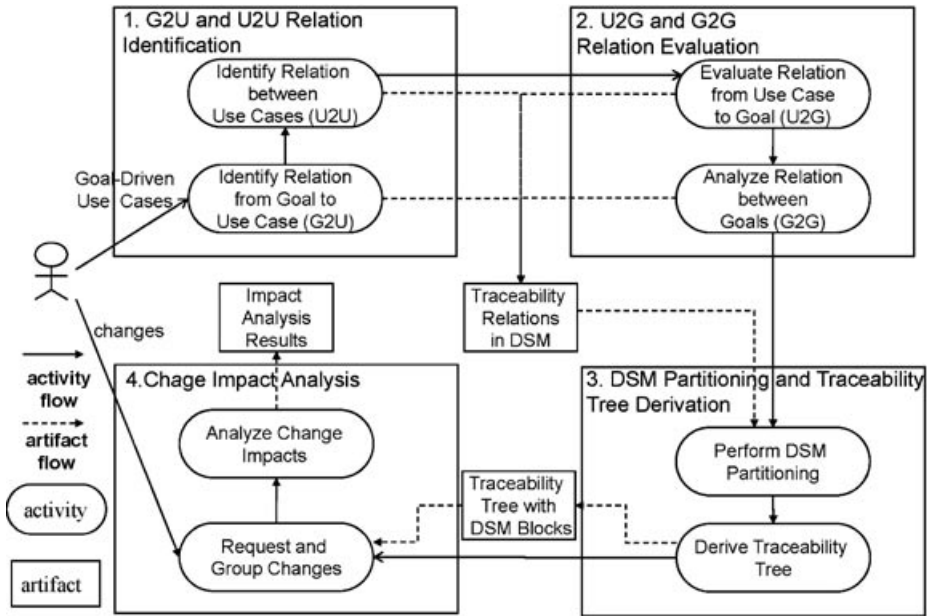 1. G2U and U2U Relation
Identification
Identify Relation
between
Use Cases (U2U)
Goal-Driven
Use Cases
Identify Relation
from Goal to
Use Case (G2U)
2. U2G and G2G
Relation Evaluation
Evaluate Relation
from Use Case
to Goal (U2G)
Analyze Relation
between
Goals (G2G)
changes
Impact
Analysis
Results
Traceability
Relations
in DSM
activity
flow
artifact
flow
activity
artifact
4.Chage Impact Analysis
Analyze Change
Impacts
Request and
Group Changes
Traceability
Tree with
DSM Blocks
3. DSM Partitioning and Traceability
Tree Derivation
Perform DSM
Partitioning
Derive Traceability
Tree